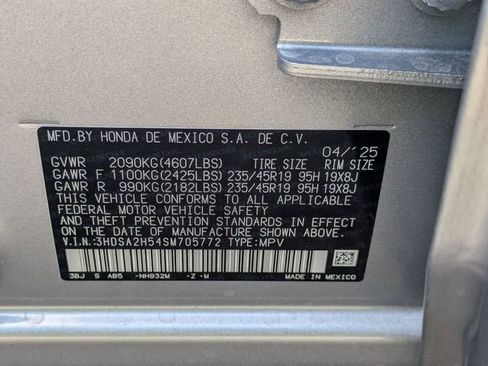 MFD.BY HONDA DE MEXICO S.A. DE C.V.
04/'25
GVWR 2090KG(4607LBS) TIRE SIZE RIM SIZE
GAWR F 1100KG(2425LBS) 235/45R19 95H 19X8J
GAWR R 990KG(2182LBS) 235/45R19 95H 19X8J
THIS VEHICLE CONFORMS TO ALL APPLICABLE
FEDERAL MOTOR VEHICLE SAFETY
AND THEFT PREVENTION STANDARDS IN EFFECT
ON THE DATE OF MANUFACTURE SHOWN ABOVE.
V.I.N.:3HDSA2H54SM705772 TYPE:MPV
3BJ S AB5 -NH932M -Z -M MADE IN MEXICO